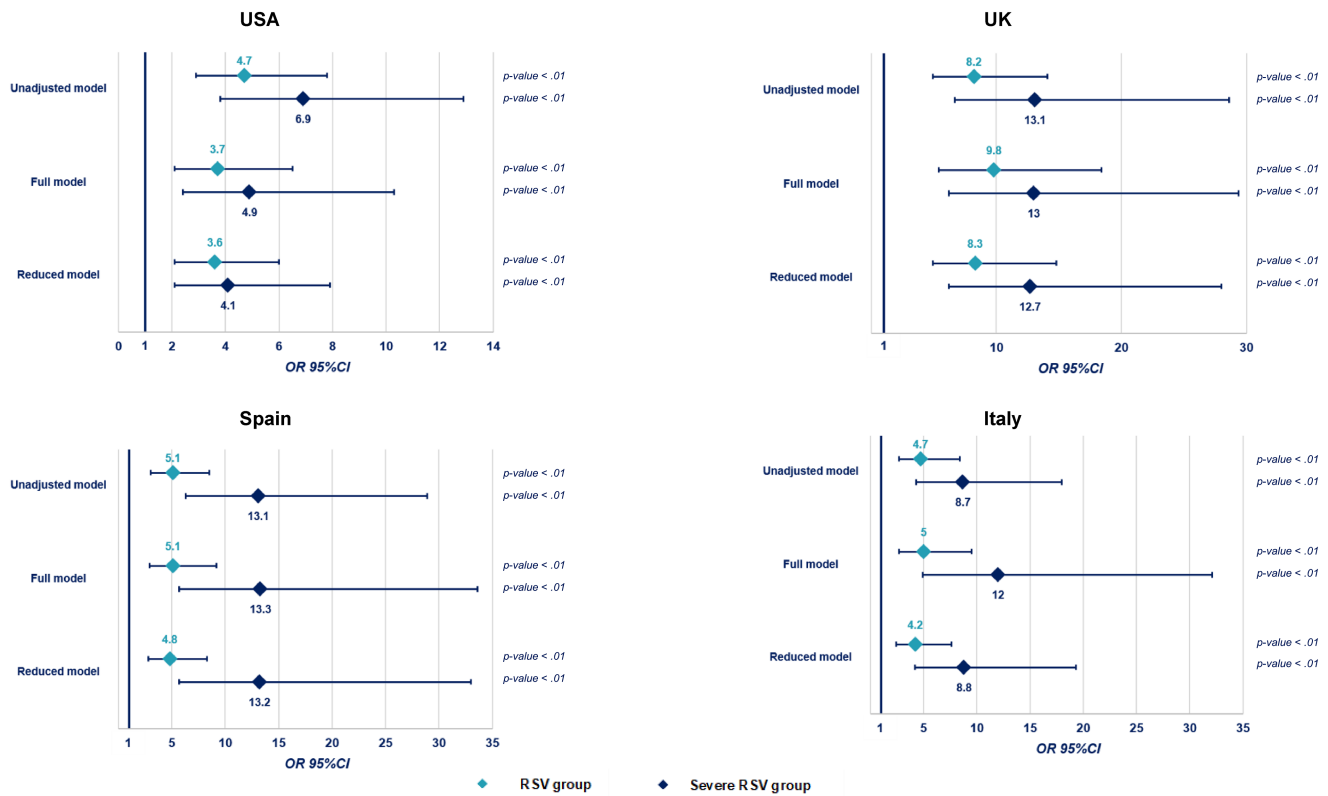 USA
4.7
Unadjusted model
p-value < .01
p-value < .01
6.9
3.7
Full model
p-value < .01
p-value < .01
4.9
3.6
Reduced model
p-value < .01
p-value < .01
4.1
0 1 2 4 6 8 10 12 14
OR 95%CI
UK
8.2
Unadjusted model
p-value < .01
p-value < .01
13.1
9.8
Full model
p-value < .01
p-value < .01
13
8.3
Reduced model
p-value < .01
p-value < .01
12.7
1 10 20 30
OR 95%CI
Spain
5.1
Unadjusted model
p-value < .01
p-value < .01
13.1
5.1
Full model
p-value < .01
p-value < .01
13.3
4.8
Reduced model
p-value < .01
p-value < .01
13.2
1 5 10 15 20 25 30 35
OR 95%CI
Italy
4.7
Unadjusted model
p-value < .01
p-value < .01
8.7
5
Full model
p-value < .01
p-value < .01
12
4.2
Reduced model
p-value < .01
p-value < .01
8.8
1 5 10 15 20 25 30 35
OR 95%CI
RSV group
Severe RSV group